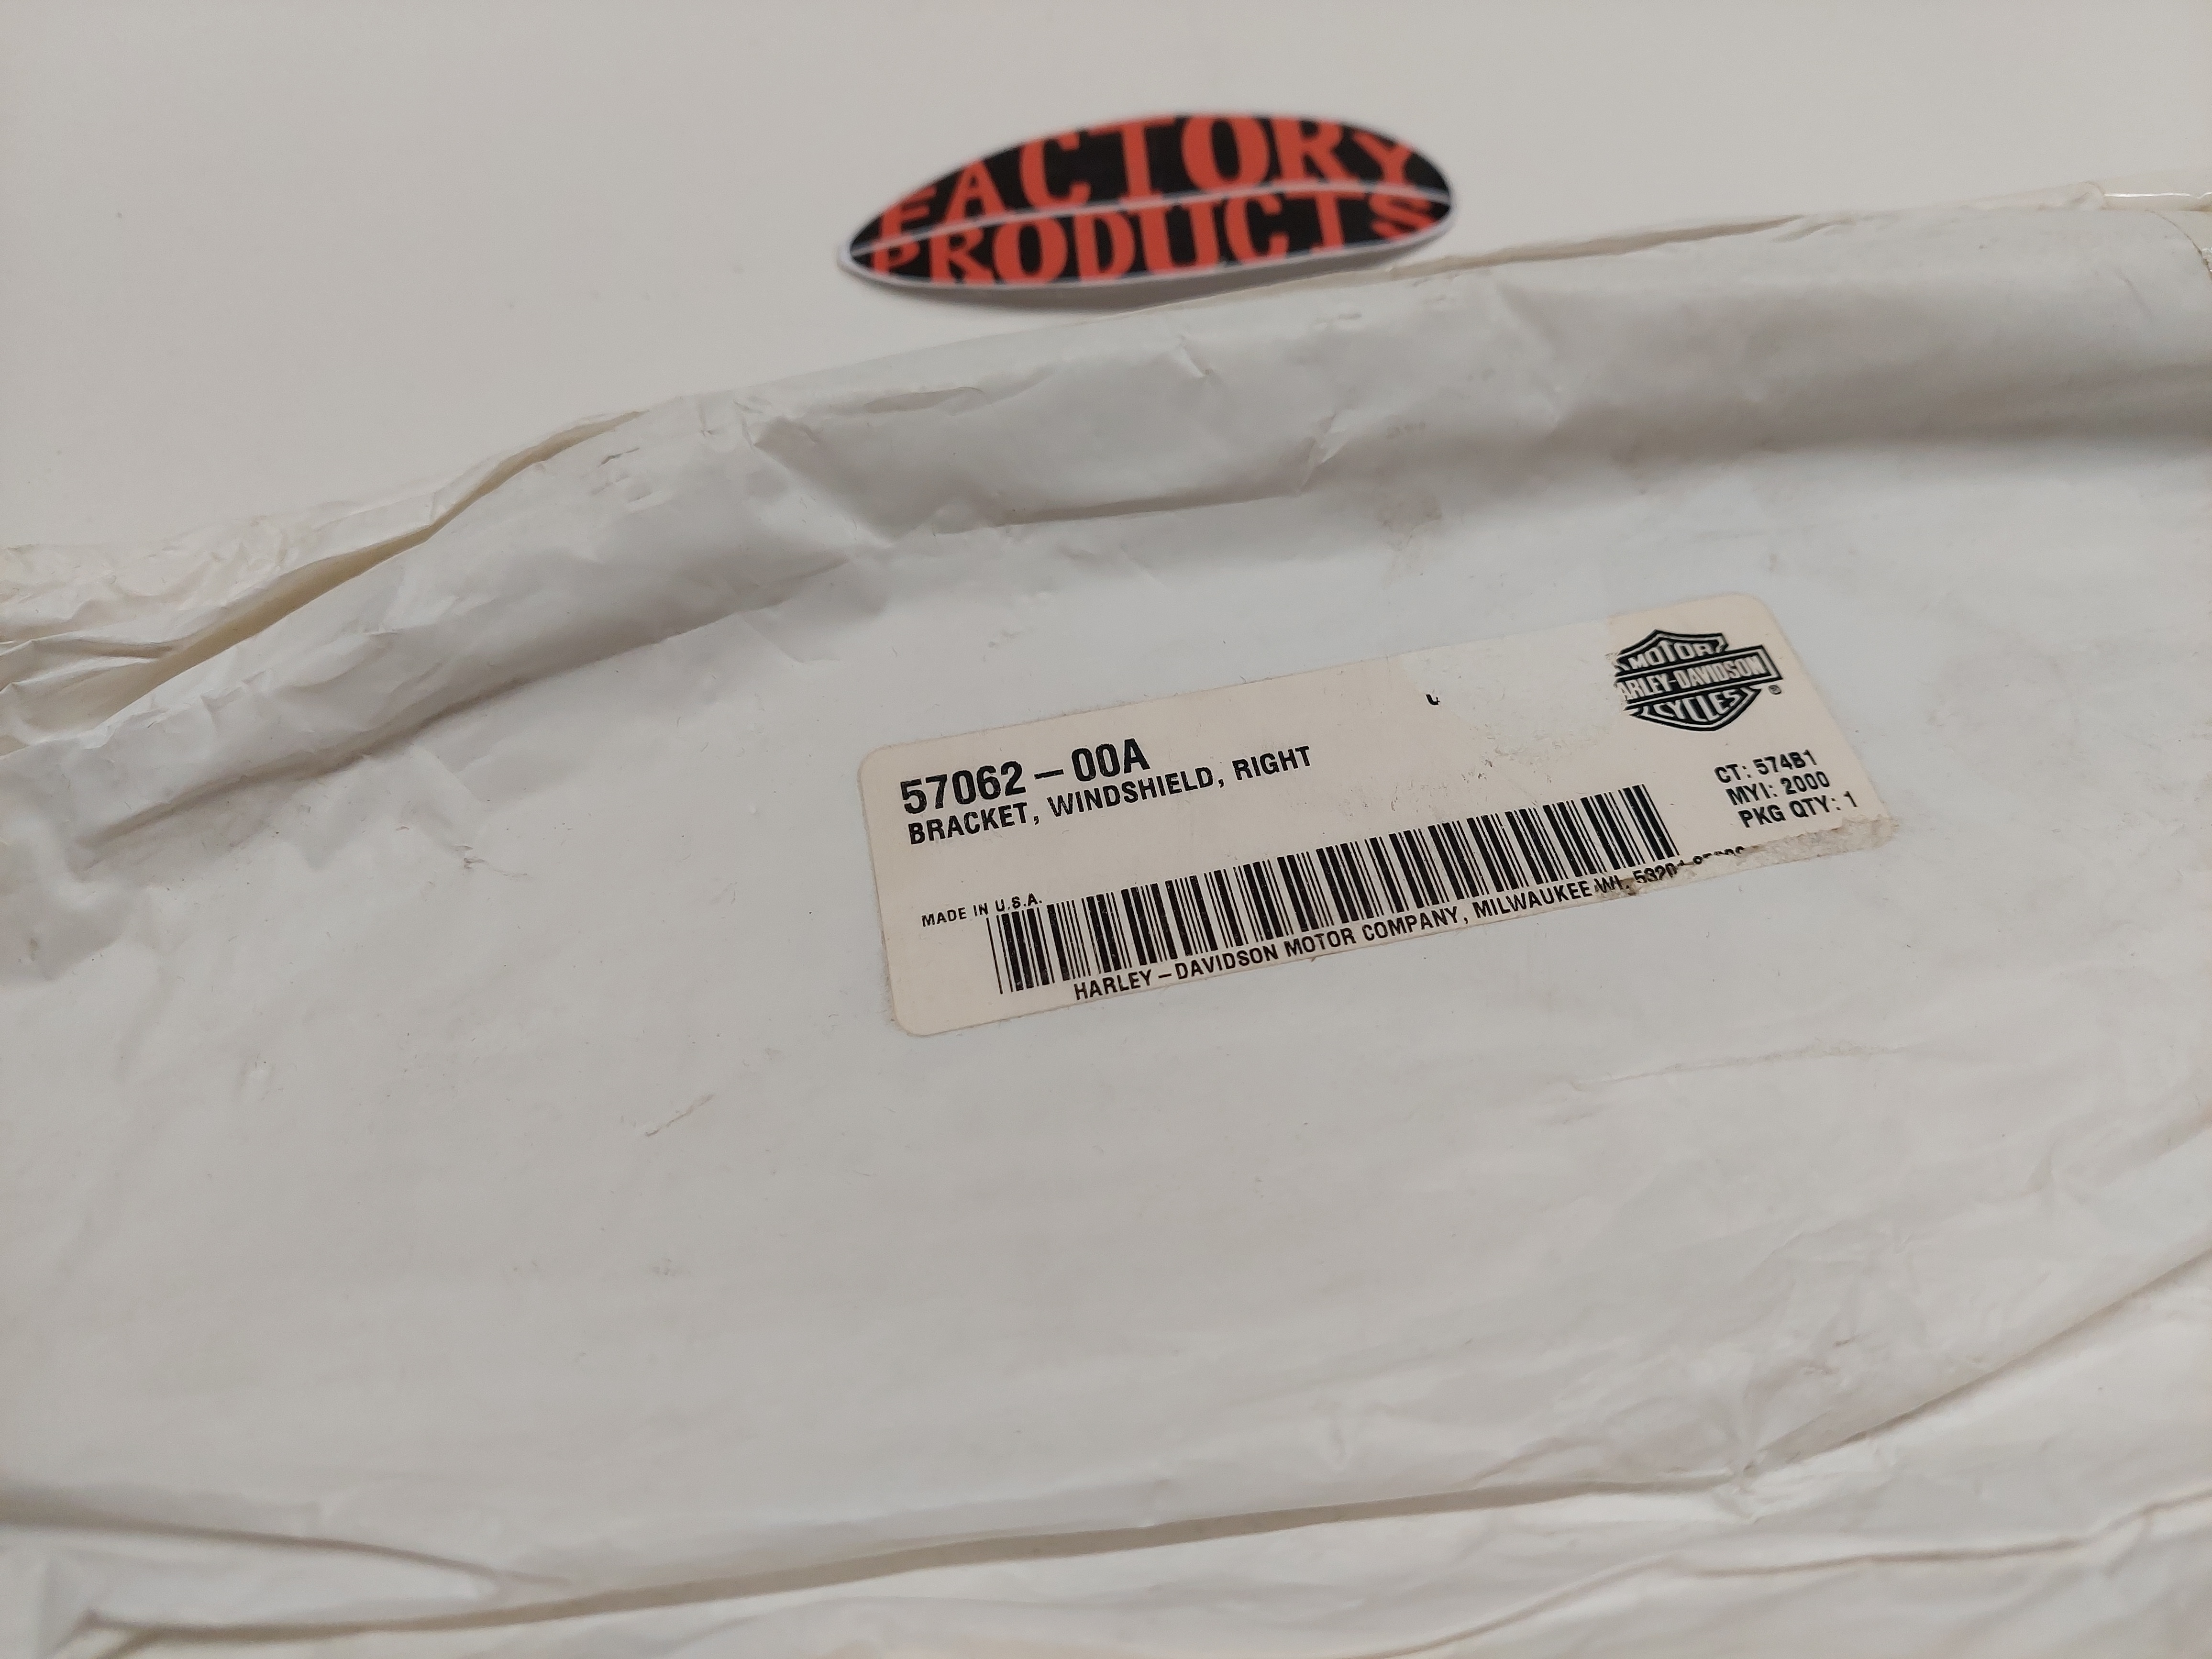 FACTORY
PRODUCTS
MOTOR
HARLEY-DAVIDSON
CYCLES
®
57062-00A
BRACKET, WINDSHIELD, RIGHT
CT: 574B1
MYI: 2000
PKG QTY: 1
MADE IN U.S.A.
HARLEY-DAVIDSON MOTOR COMPANY, MILWAUKEE WI.